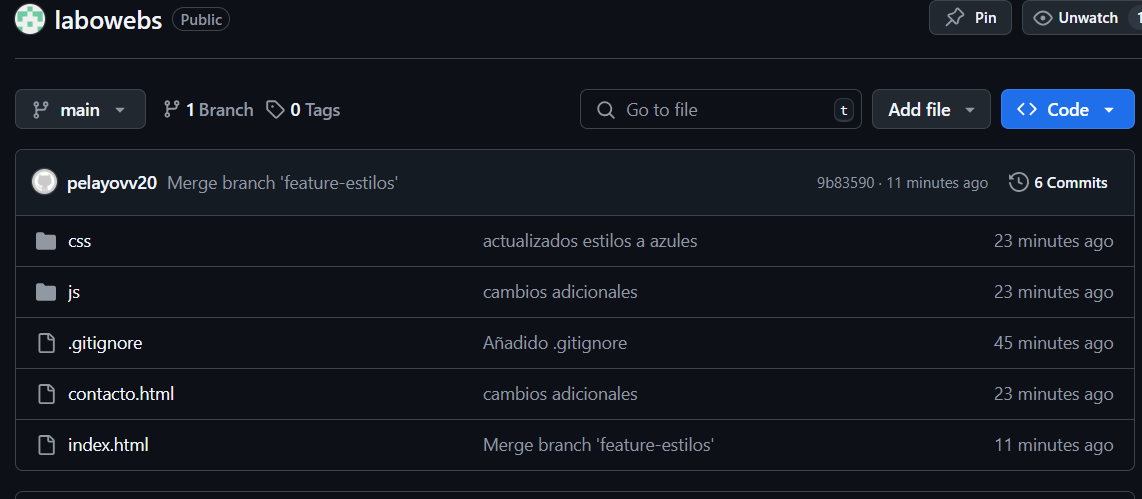 labowebs Public Pin Unwatch 1
main 1 Branch 0 Tags Go to file t Add file Code
pelayovv20 Merge branch 'feature-estilos' 9b83590 · 11 minutes ago 6 Commits
css actualizados estilos a azules 23 minutes ago
js cambios adicionales 23 minutes ago
.gitignore Añadido .gitignore 45 minutes ago
contacto.html cambios adicionales 23 minutes ago
index.html Merge branch 'feature-estilos' 11 minutes ago